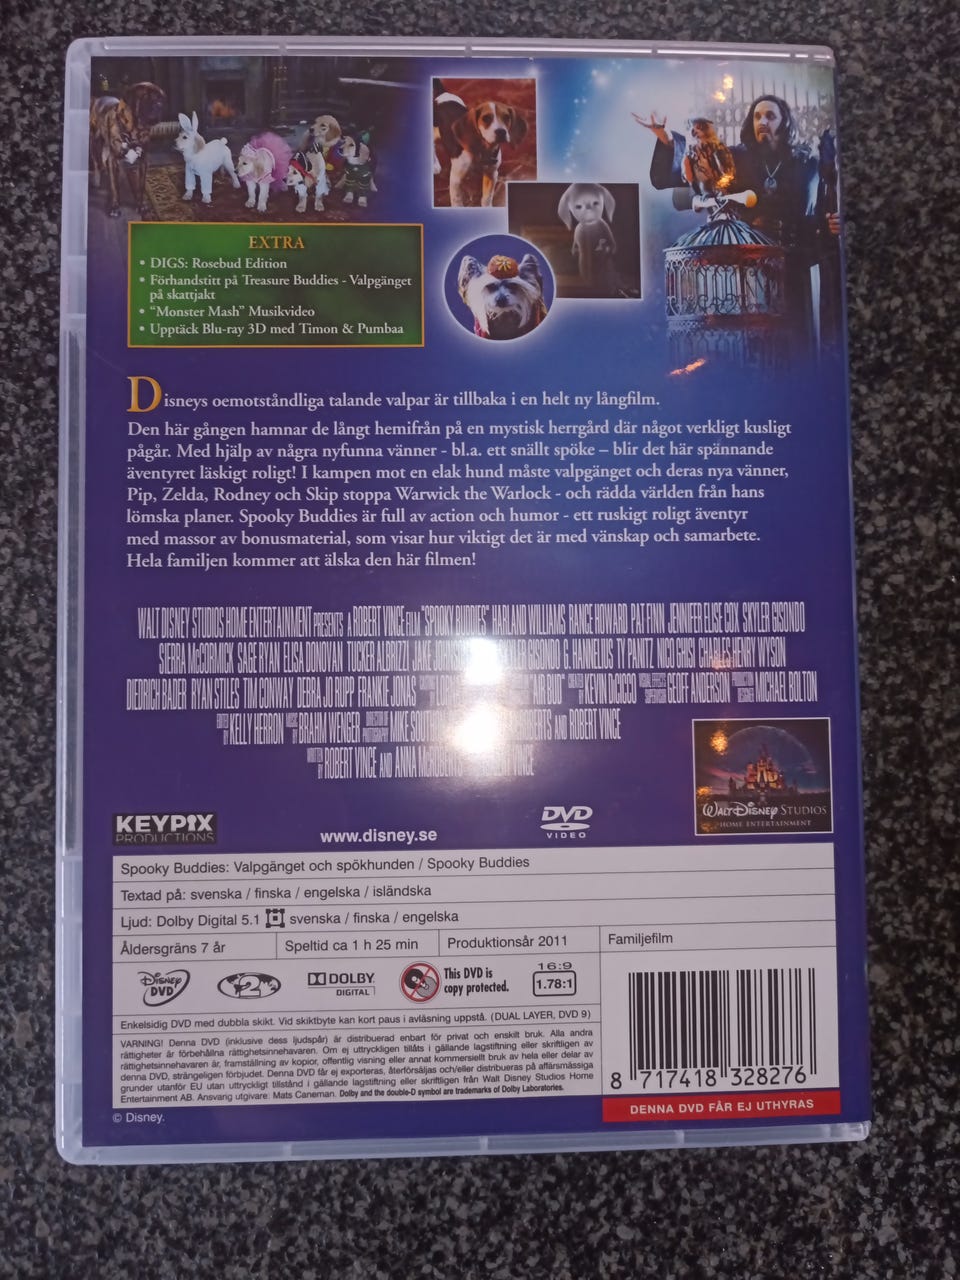 EXTRA
• DIGS: Rosebud Edition
• Förhandstitt på Treasure Buddies - Valpgänget
på skattjakt
• “Monster Mash” Musikvideo
• Upptäck Blu-ray 3D med Timon & Pumbaa
Disneys oemotståndliga talande valpar är tillbaka i en helt ny långfilm.
Den här gången hamnar de långt hemifrån på en mystisk herrgård där något verkligt kusligt
pågår. Med hjälp av några nyfunna vänner - bl.a. ett snällt spöke – blir det här spännande
äventyret läskigt roligt! I kampen mot en elak hund måste valpgänget och deras nya vänner,
Pip, Zelda, Rodney och Skip stoppa Warwick the Warlock - och rädda världen från hans
lömska planer. Spooky Buddies är full av action och humor - ett ruskigt roligt äventyr
med massor av bonusmaterial, som visar hur viktigt det är med vänskap och samarbete.
Hela familjen kommer att älska den här filmen!
WALT DISNEY STUDIOS HOME ENTERTAINMENT PRESENTS A ROBERT VINCE FILM "SPOOKY BUDDIES" HARLAND WILLIAMS RANCE HOWARD PAT FINN JENNIFER ELISE COX SKYLER GISONDO
SIERRA McCORMICK SAGE RYAN ELISA DONOVAN TUCKER ALBRIZZI JAKE GISONDO G. HANNELIUS TY PANITZ NICO GHISI CHARLES HENRY WYSON
DIEDRICH BADER RYAN STILES TIM CONWAY DEBRA JO RUPP FRANKIE JONAS "AIR BUD" CREATED BY KEVIN DiCICCO VISUAL EFFECTS SUPERVISOR GEOFF ANDERSON PRODUCTION DESIGNER MICHAEL BOLTON
EDITED BY KELLY HERRON MUSIC BY BRAHM WENGER DIRECTOR OF PHOTOGRAPHY MIKE AND ROBERT VINCE
WRITTEN BY ROBERT VINCE AND ANNA McROBERTS VINCE
KEYPIX
PRODUCTIONS
www.disney.se
DVD
VIDEO
WALT DISNEY STUDIOS
HOME ENTERTAINMENT
Spooky Buddies: Valpgänget och spökhunden / Spooky Buddies
Textad på: svenska / finska / engelska / isländska
Ljud: Dolby Digital 5.1 svenska / finska / engelska
Åldersgräns 7 år Speltid ca 1 h 25 min Produktionsår 2011 Familjefilm
DISNEY
DVD
2
DOLBY
DIGITAL
This DVD is
copy protected.
16:9
1.78:1
Enkelsidig DVD med dubbla skikt. Vid skiktbyte kan kort paus i avläsning uppstå. (DUAL LAYER, DVD 9)
VARNING! Denna DVD (inklusive dess ljudspår) är distribuerad enbart för privat och enskilt bruk. Alla andra
rättigheter är förbehållna rättighetsinnehavaren. Om ej uttryckligen tillåts i gällande lagstiftning eller skriftligen av
rättighetsinnehavaren är, framställning av kopior, offentlig visning eller annat kommersiellt bruk av hela eller delar av
denna DVD, strängeligen förbjudet. Denna DVD får ej exporteras, återförsäljas och/eller distribueras på affärsmässiga
grunder utanför EU utan uttryckligt tillstånd i gällande lagstiftning eller skriftligen från Walt Disney Studios Home
Entertainment AB. Ansvarig utgivare: Mats Caneman. Dolby and the double-D symbol are trademarks of Dolby Laboratories.
8 717418 328276
DENNA DVD FÅR EJ UTHYRAS
© Disney.